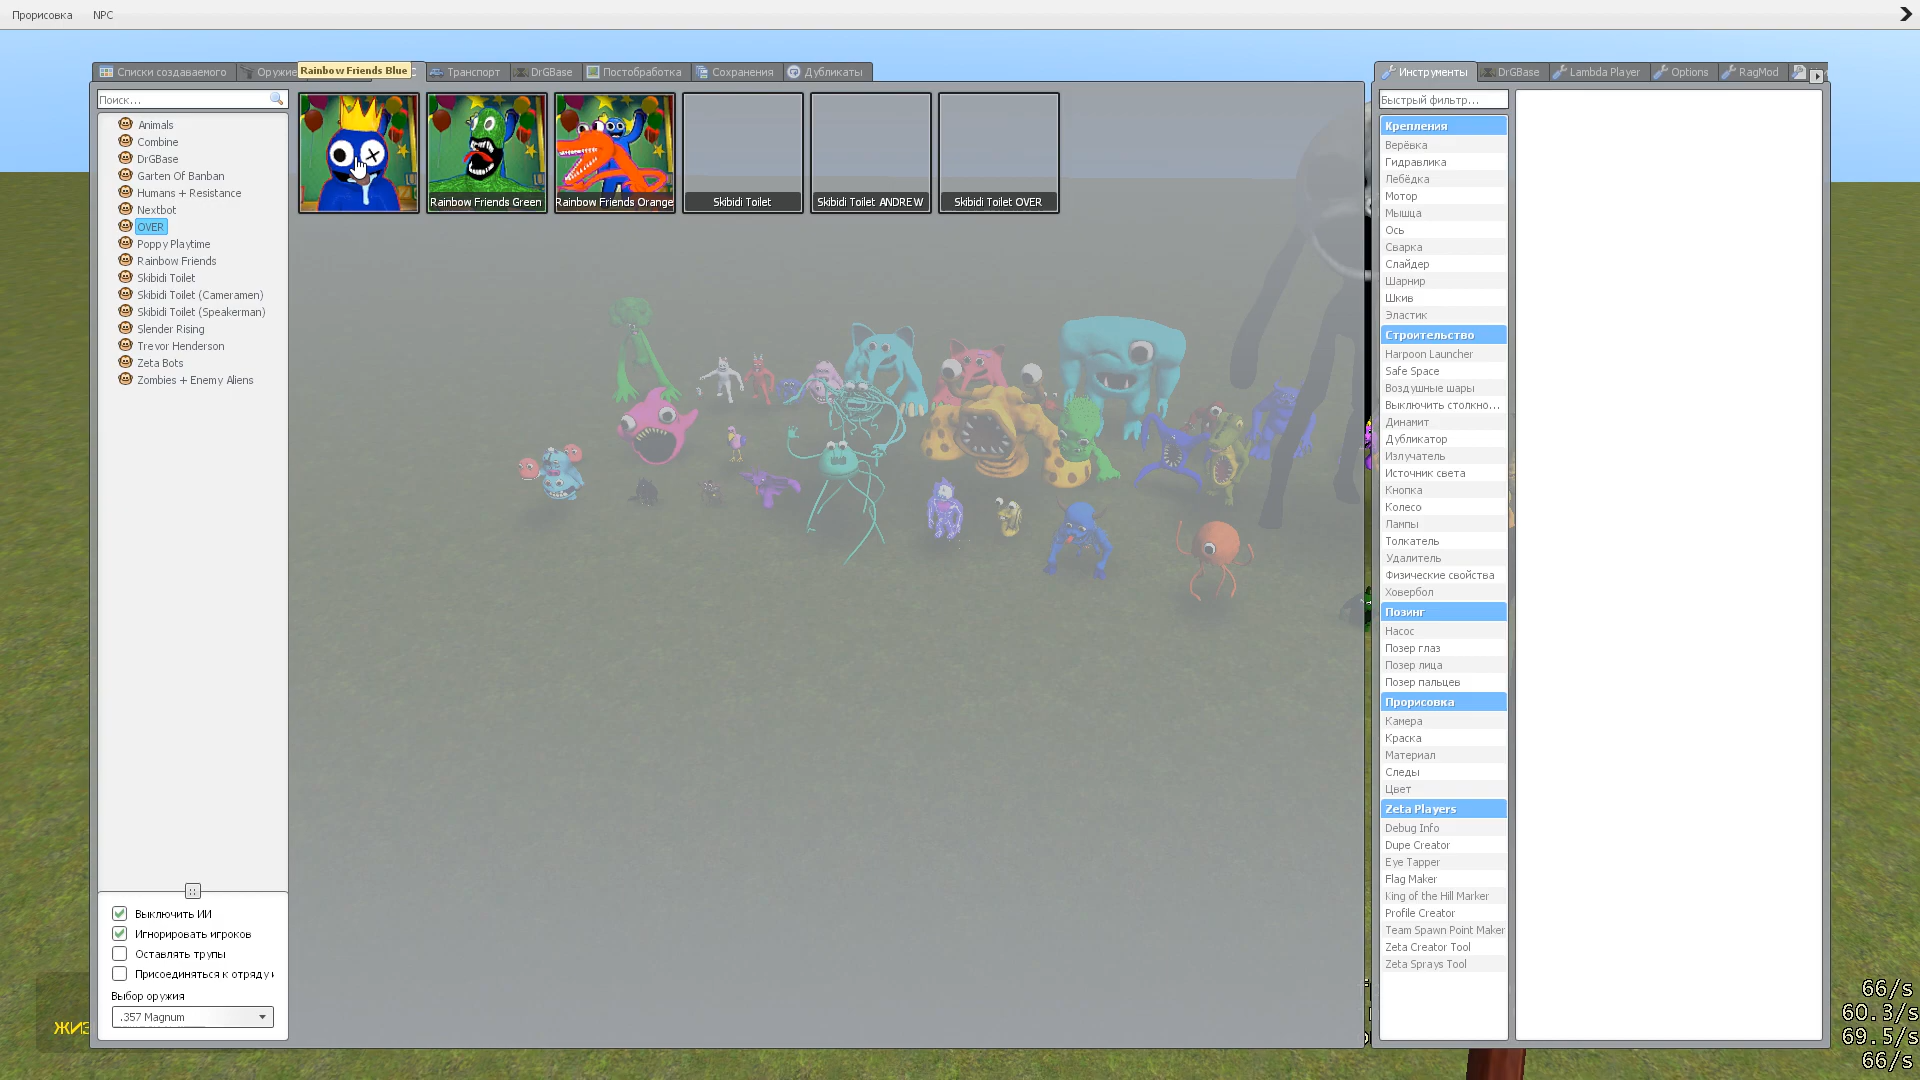 Прорисовка NPC
Списки создаваемого
Оружие
Rainbow Friends Blue
Транспорт
DrGBase
Постобработка
Сохранения
Дубликаты
Поиск...
Animals
Combine
DrGBase
Garten Of Banban
Humans + Resistance
Nextbot
OVER
Poppy Playtime
Rainbow Friends
Skibidi Toilet
Skibidi Toilet (Cameramen)
Skibidi Toilet (Speakerman)
Slender Rising
Trevor Henderson
Zeta Bots
Zombies + Enemy Aliens
Выключить ИИ
Игнорировать игроков
Оставлять трупы
Присоединяться к отряду
Выбор оружия
.357 Magnum
Rainbow Friends Green
Rainbow Friends Orange
Skibidi Toilet
Skibidi Toilet ANDREW
Skibidi Toilet OVER
Инструменты
DrGBase
Lambda Player
Options
RagMod
Быстрый фильтр...
Крепления
Верёвка
Гидравлика
Лебёдка
Мотор
Мышца
Ось
Сварка
Слайдер
Шарнир
Шкив
Эластик
Строительство
Harpoon Launcher
Safe Space
Воздушные шары
Выключить столкно...
Динамит
Дубликатор
Излучатель
Источник света
Кнопка
Колесо
Лампы
Толкатель
Удалитель
Физические свойства
Ховербол
Позинг
Насос
Позер глаз
Позер лица
Позер пальцев
Прорисовка
Камера
Краска
Материал
Следы
Цвет
Zeta Players
Debug Info
Dupe Creator
Eye Tapper
Flag Maker
King of the Hill Marker
Profile Creator
Team Spawn Point Maker
Zeta Creator Tool
Zeta Sprays Tool
66/s
60.3/s
69.5/s
66/s